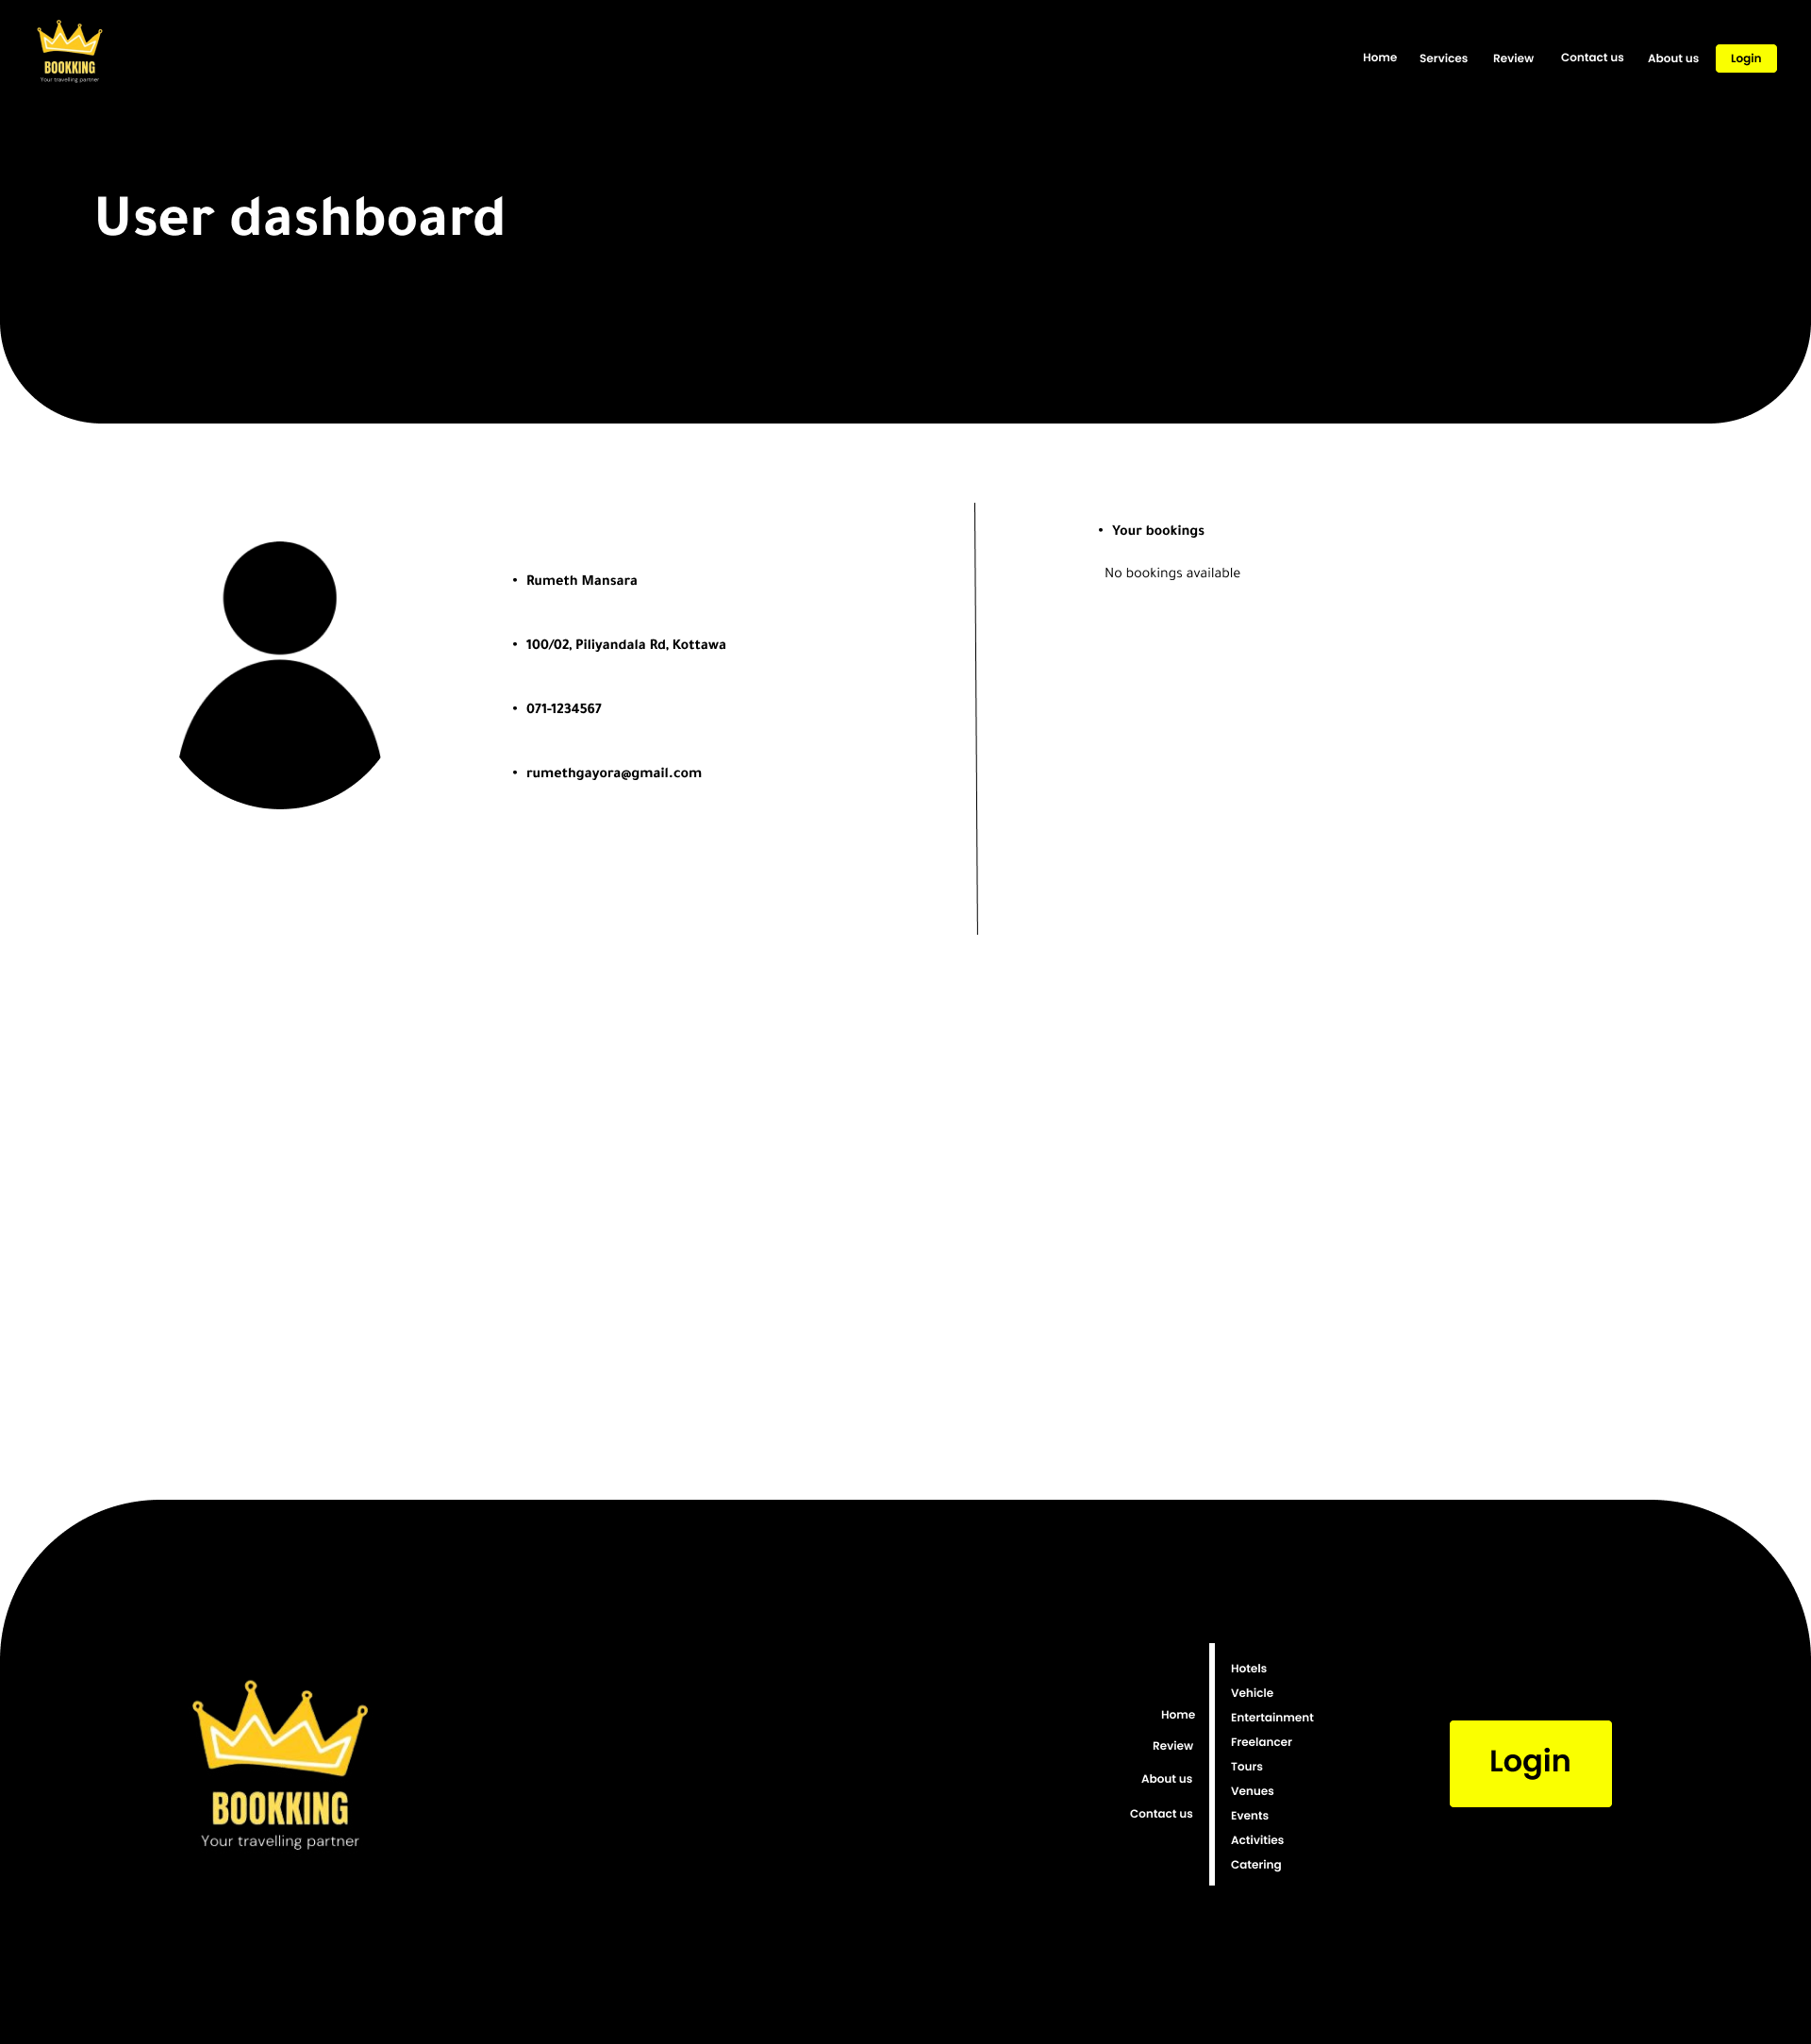 BOOKKING
Your travelling partner
Home Services Review Contact us About us Login
User dashboard
• Rumeth Mansara
• 100/02, Piliyandala Rd, Kottawa
• 071-1234567
• rumethgayora@gmail.com
• Your bookings
No bookings available
BOOKKING
Your travelling partner
Home
Review
About us
Contact us
Hotels
Vehicle
Entertainment
Freelancer
Tours
Venues
Events
Activities
Catering
Login